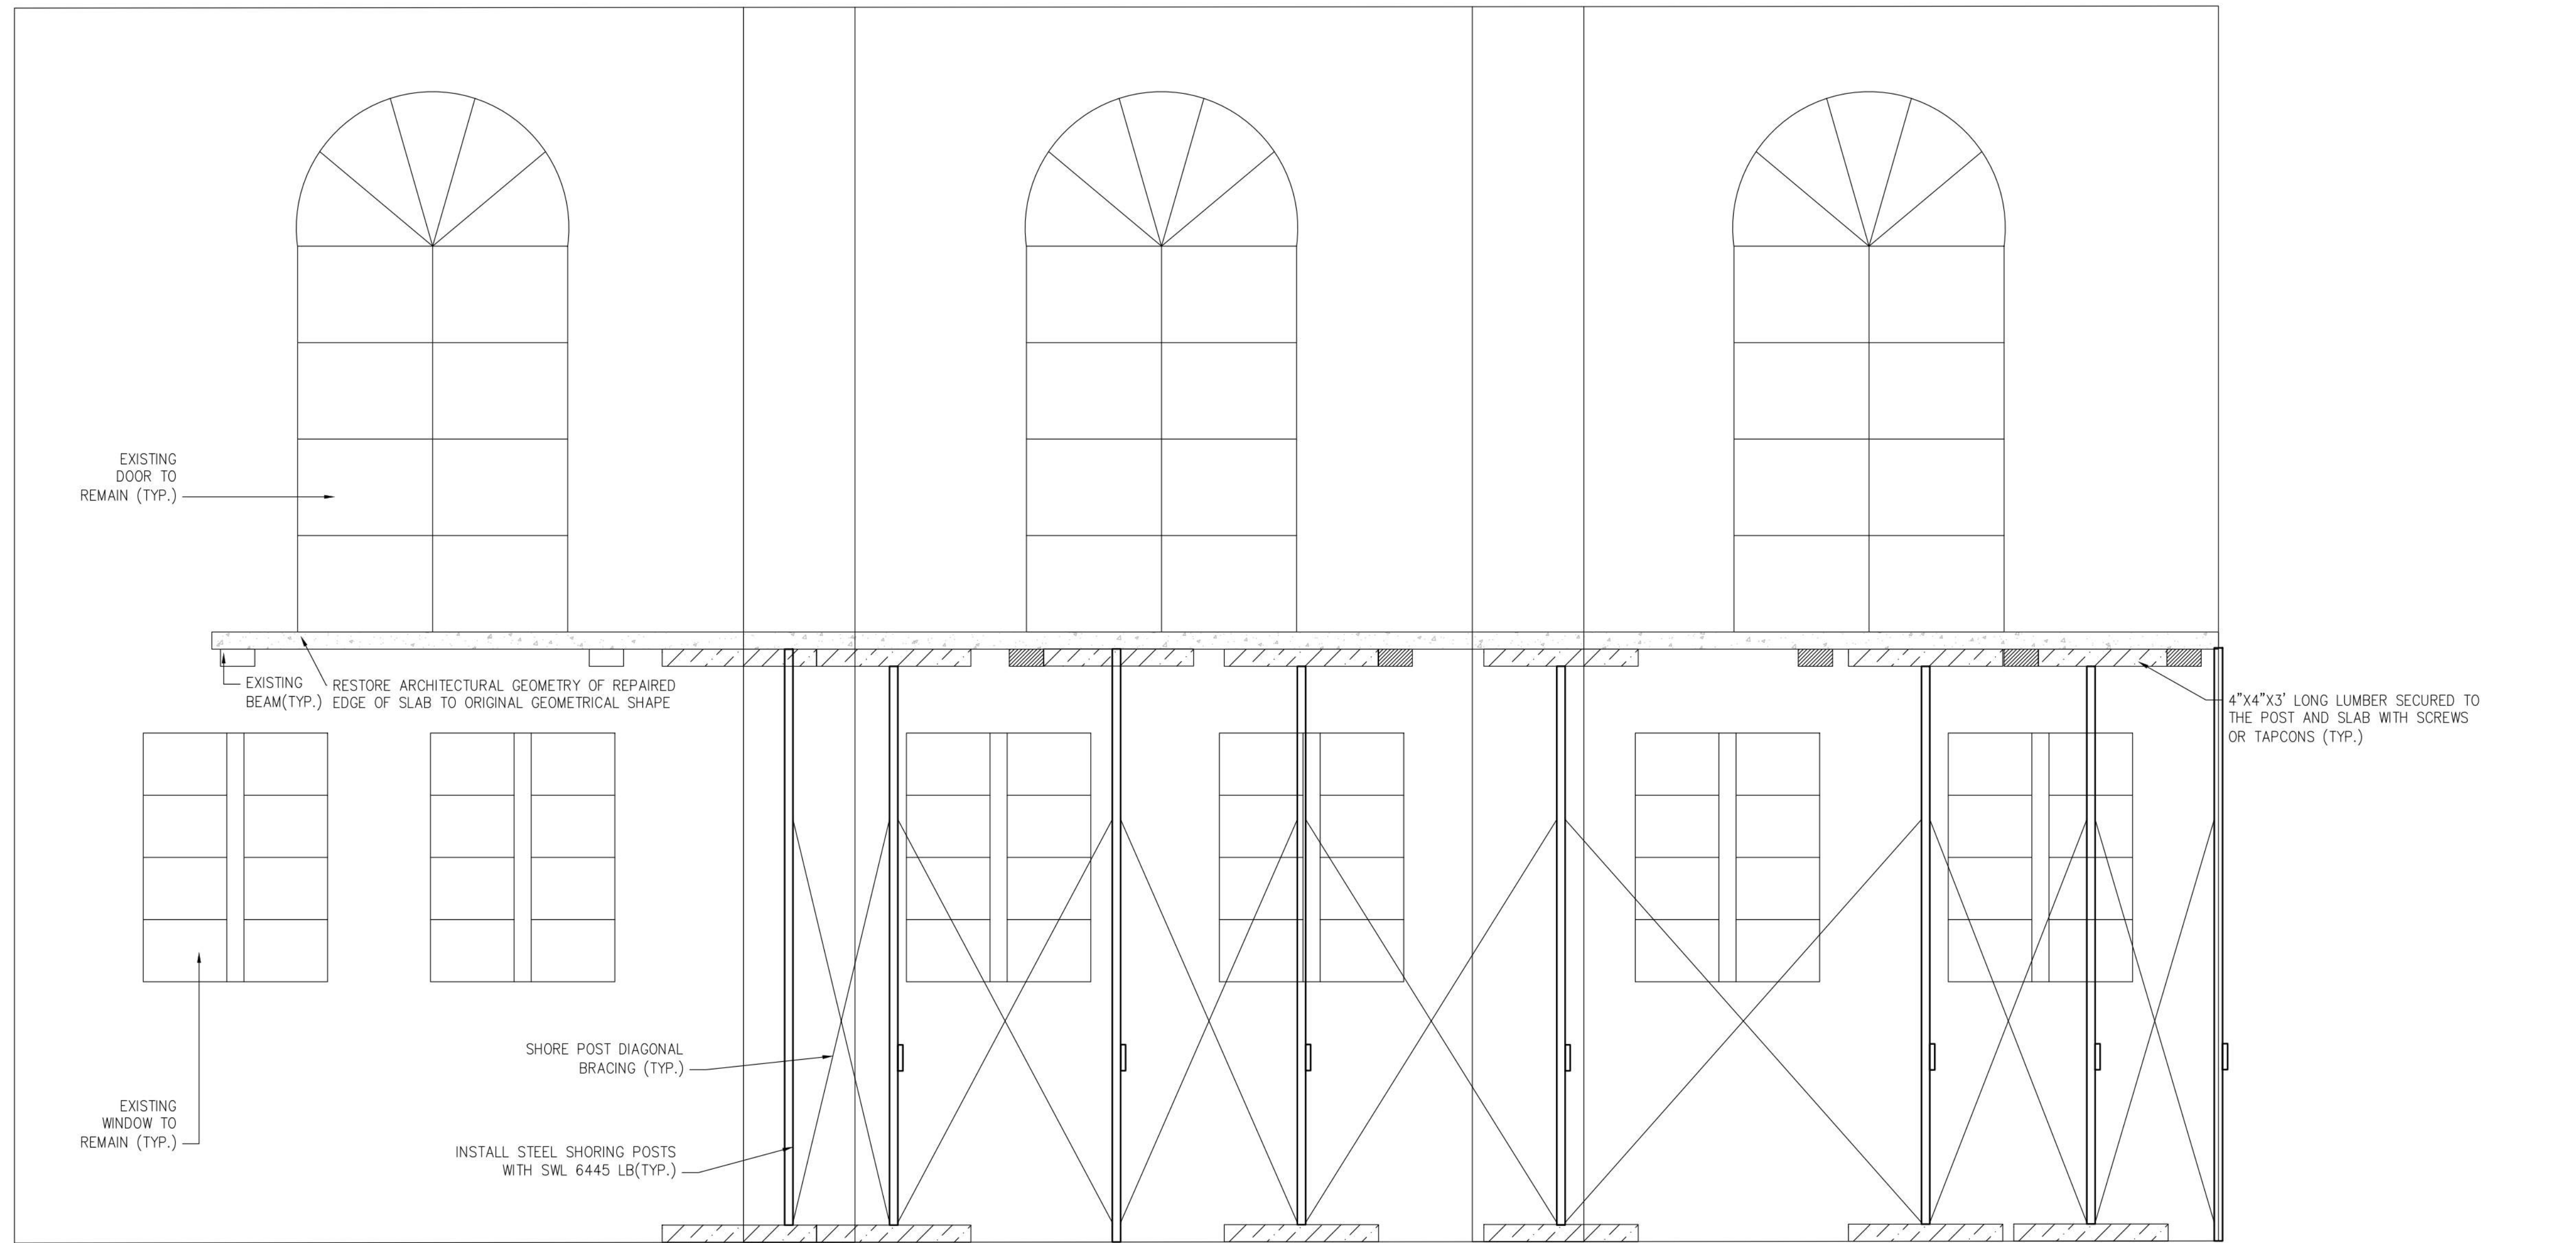 EXISTING
DOOR TO
REMAIN (TYP.)
EXISTING
BEAM(TYP.)
RESTORE ARCHITECTURAL GEOMETRY OF REPAIRED
EDGE OF SLAB TO ORIGINAL GEOMETRICAL SHAPE
4"X4"X3' LONG LUMBER SECURED TO
THE POST AND SLAB WITH SCREWS
OR TAPCONS (TYP.)
SHORE POST DIAGONAL
BRACING (TYP.)
EXISTING
WINDOW TO
REMAIN (TYP.)
INSTALL STEEL SHORING POSTS
WITH SWL 6445 LB(TYP.)